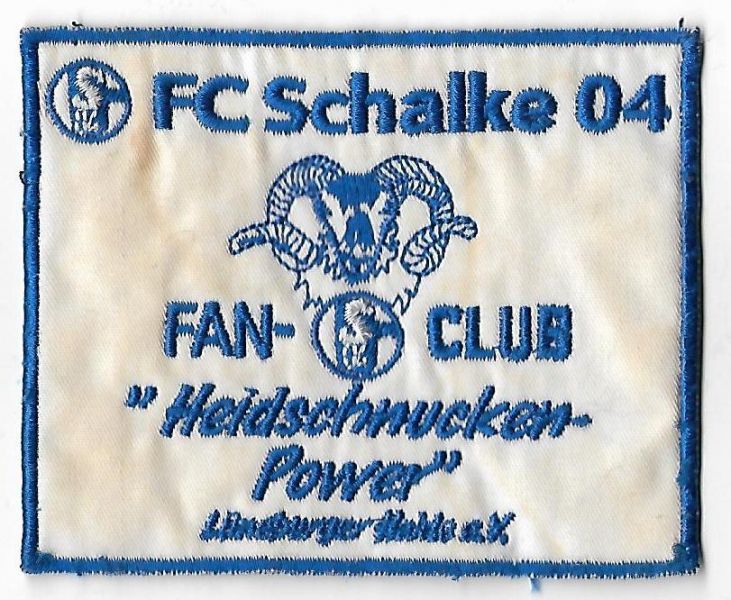 FC Schalke 04
FAN- CLUB
"Heidschnucken-
Power"
Lüneburger Heide e.V.